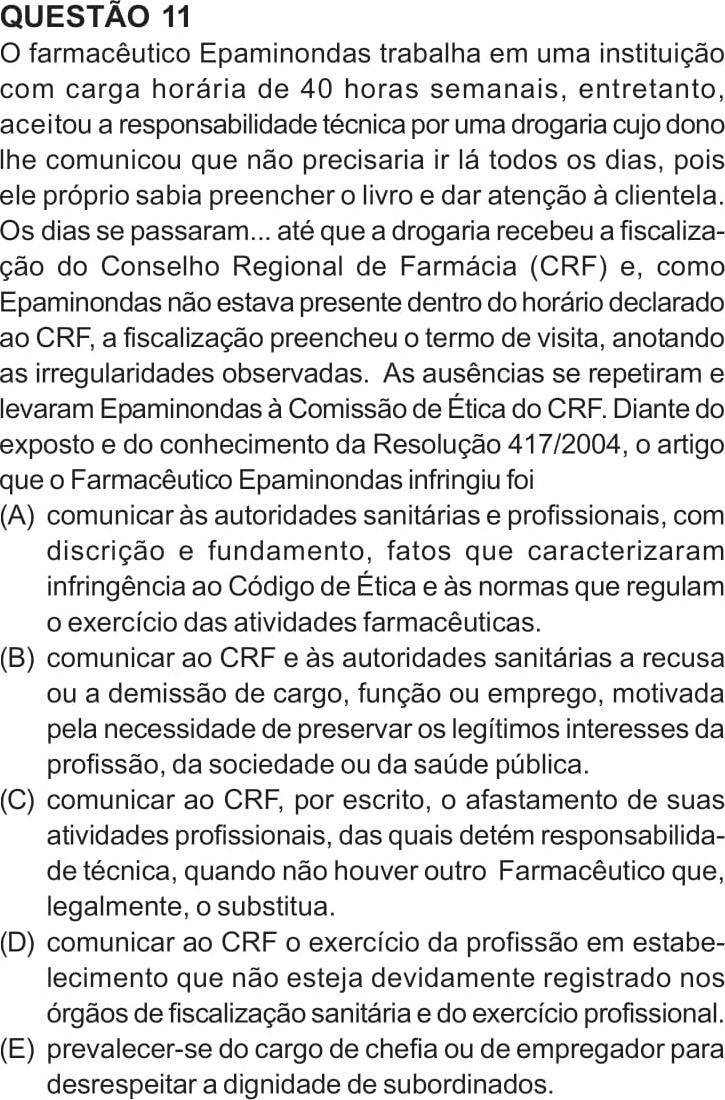 QUESTÃO 11
O farmacêutico Epaminondas trabalha em uma instituição
com carga horária de 40 horas semanais, entretanto,
aceitou a responsabilidade técnica por uma drogaria cujo dono
lhe comunicou que não precisaria ir lá todos os dias, pois
ele próprio sabia preencher o livro e dar atenção à clientela.
Os dias se passaram... até que a drogaria recebeu a fiscaliza-
ção do Conselho Regional de Farmácia (CRF) e, como
Epaminondas não estava presente dentro do horário declarado
ao CRF, a fiscalização preencheu o termo de visita, anotando
as irregularidades observadas. As ausências se repetiram e
levaram Epaminondas à Comissão de Ética do CRF. Diante do
exposto e do conhecimento da Resolução 417/2004, o artigo
que o Farmacêutico Epaminondas infringiu foi
(A) comunicar às autoridades sanitárias e profissionais, com
discrição e fundamento, fatos que caracterizaram
infringência ao Código de Ética e às normas que regulam
o exercício das atividades farmacêuticas.
(B) comunicar ao CRF e às autoridades sanitárias a recusa
ou a demissão de cargo, função ou emprego, motivada
pela necessidade de preservar os legítimos interesses da
profissão, da sociedade ou da saúde pública.
(C) comunicar ao CRF, por escrito, o afastamento de suas
atividades profissionais, das quais detém responsabilida-
de técnica, quando não houver outro Farmacêutico que,
legalmente, o substitua.
(D) comunicar ao CRF o exercício da profissão em estabe-
lecimento que não esteja devidamente registrado nos
órgãos de fiscalização sanitária e do exercício profissional.
(E) prevalecer-se do cargo de chefia ou de empregador para
desrespeitar a dignidade de subordinados.